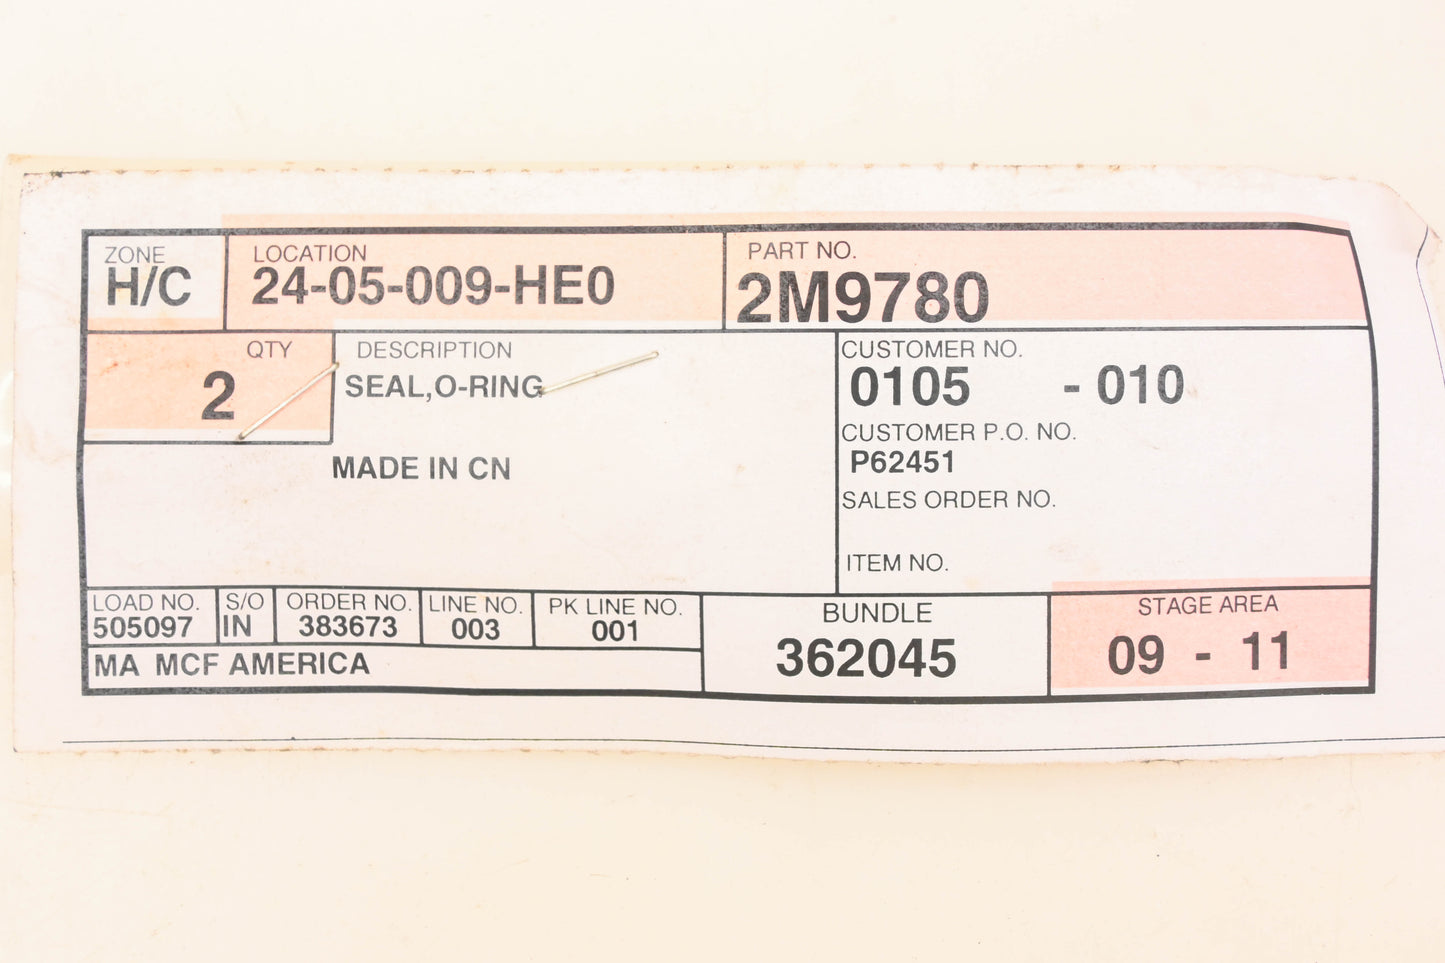 ZONE LOCATION PART NO.
H/C 24-05-009-HE0 2M9780
QTY DESCRIPTION CUSTOMER NO.
2 SEAL,O-RING 0105 - 010
CUSTOMER P.O. NO.
MADE IN CN P62451
SALES ORDER NO.
ITEM NO.
LOAD NO. S/O ORDER NO. LINE NO. PK LINE NO. BUNDLE STAGE AREA
505097 IN 383673 003 001 362045 09 - 11
MA MCF AMERICA